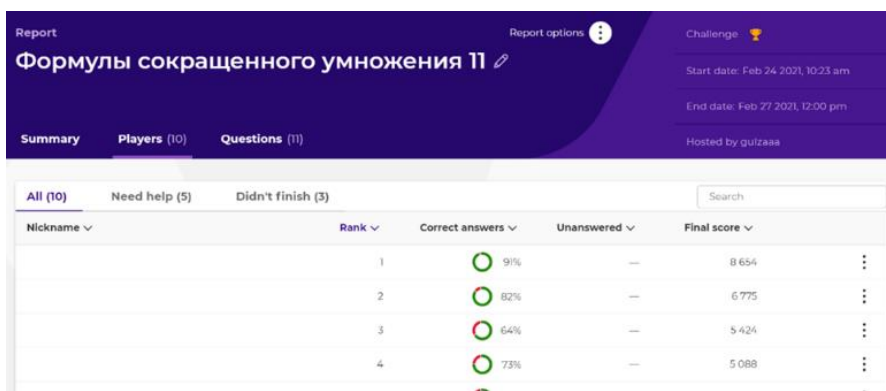 Report
Report options
Формулы сокращенного умножения 11
Challenge
Start date: Feb 24 2021, 10:23 am
End date: Feb 27 2021, 12:00 pm
Hosted by gulzaaa
Summary Players (10) Questions (11)
All (10) Need help (5) Didn't finish (3) Search
Nickname Rank Correct answers Unanswered Final score
1 91% — 8 654
2 82% — 6 775
3 64% — 5 424
4 73% — 5 088